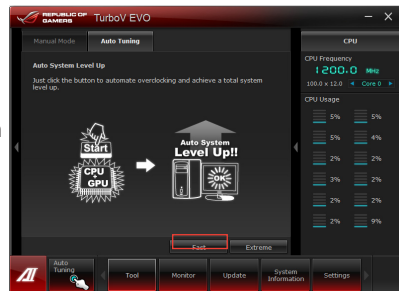 REPUBLIC OF
GAMERS
TurboV EVO
Manual Mode
Auto Tuning
Auto System Level Up
Just click the button to automate overclocking and achieve a total system
level up.
Start
CPU
+
GPU
Auto System
Level Up!!
OK
Fast
Extreme
CPU
CPU Frequency
1200.0 MHz
100.0 x 12.0
Core 0
CPU Usage
5%
5%
5%
4%
2%
2%
3%
2%
2%
2%
2%
9%
Auto
Tuning
Tool
Monitor
Update
System
Information
Settings